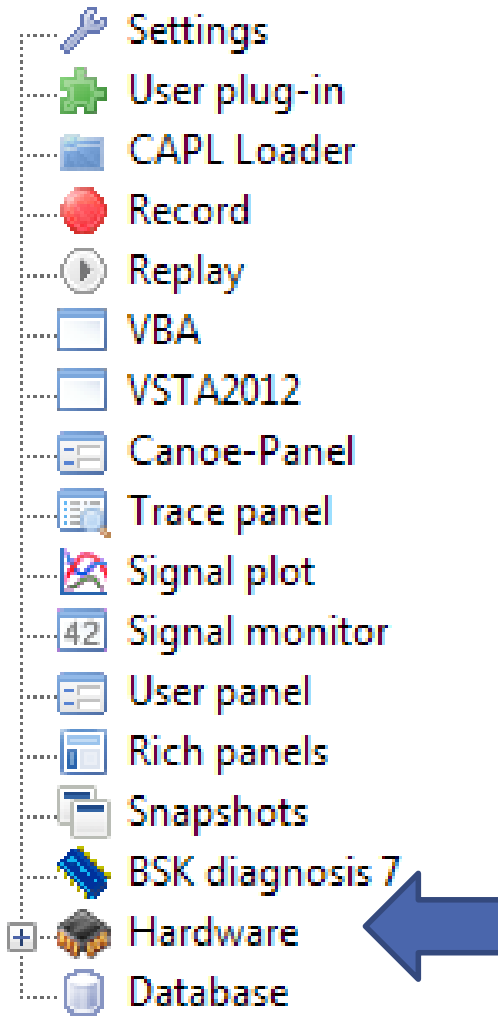 Settings
User plug-in
CAPL Loader
Record
Replay
VBA
VSTA2012
Canoe-Panel
Trace panel
Signal plot
42 Signal monitor
User panel
Rich panels
Snapshots
BSK diagnosis 7
Hardware
Database